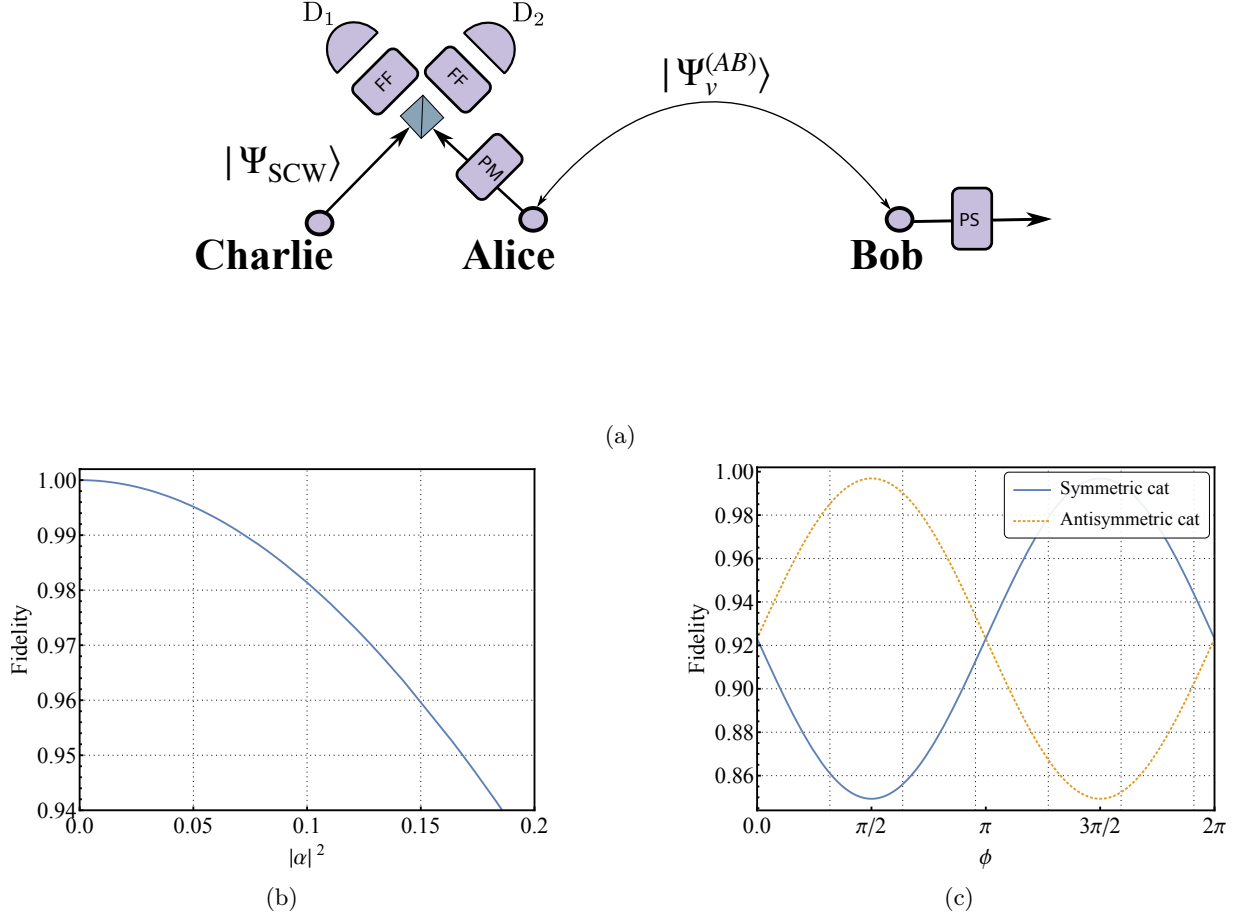 D₁
D₂
FF
FF
|Ψ_SCW⟩
PM
|Ψ_v^(AB)⟩
PS
Charlie
Alice
Bob
(a)
Fidelity
1.00
0.99
0.98
0.97
0.96
0.95
0.94
0.0
0.05
0.1
0.15
0.2
|α|²
(b)
Fidelity
1.00
0.98
0.96
0.94
0.92
0.90
0.88
0.86
Symmetric cat
Antisymmetric cat
0.0
π/2
π
3π/2
2π
ϕ
(c)